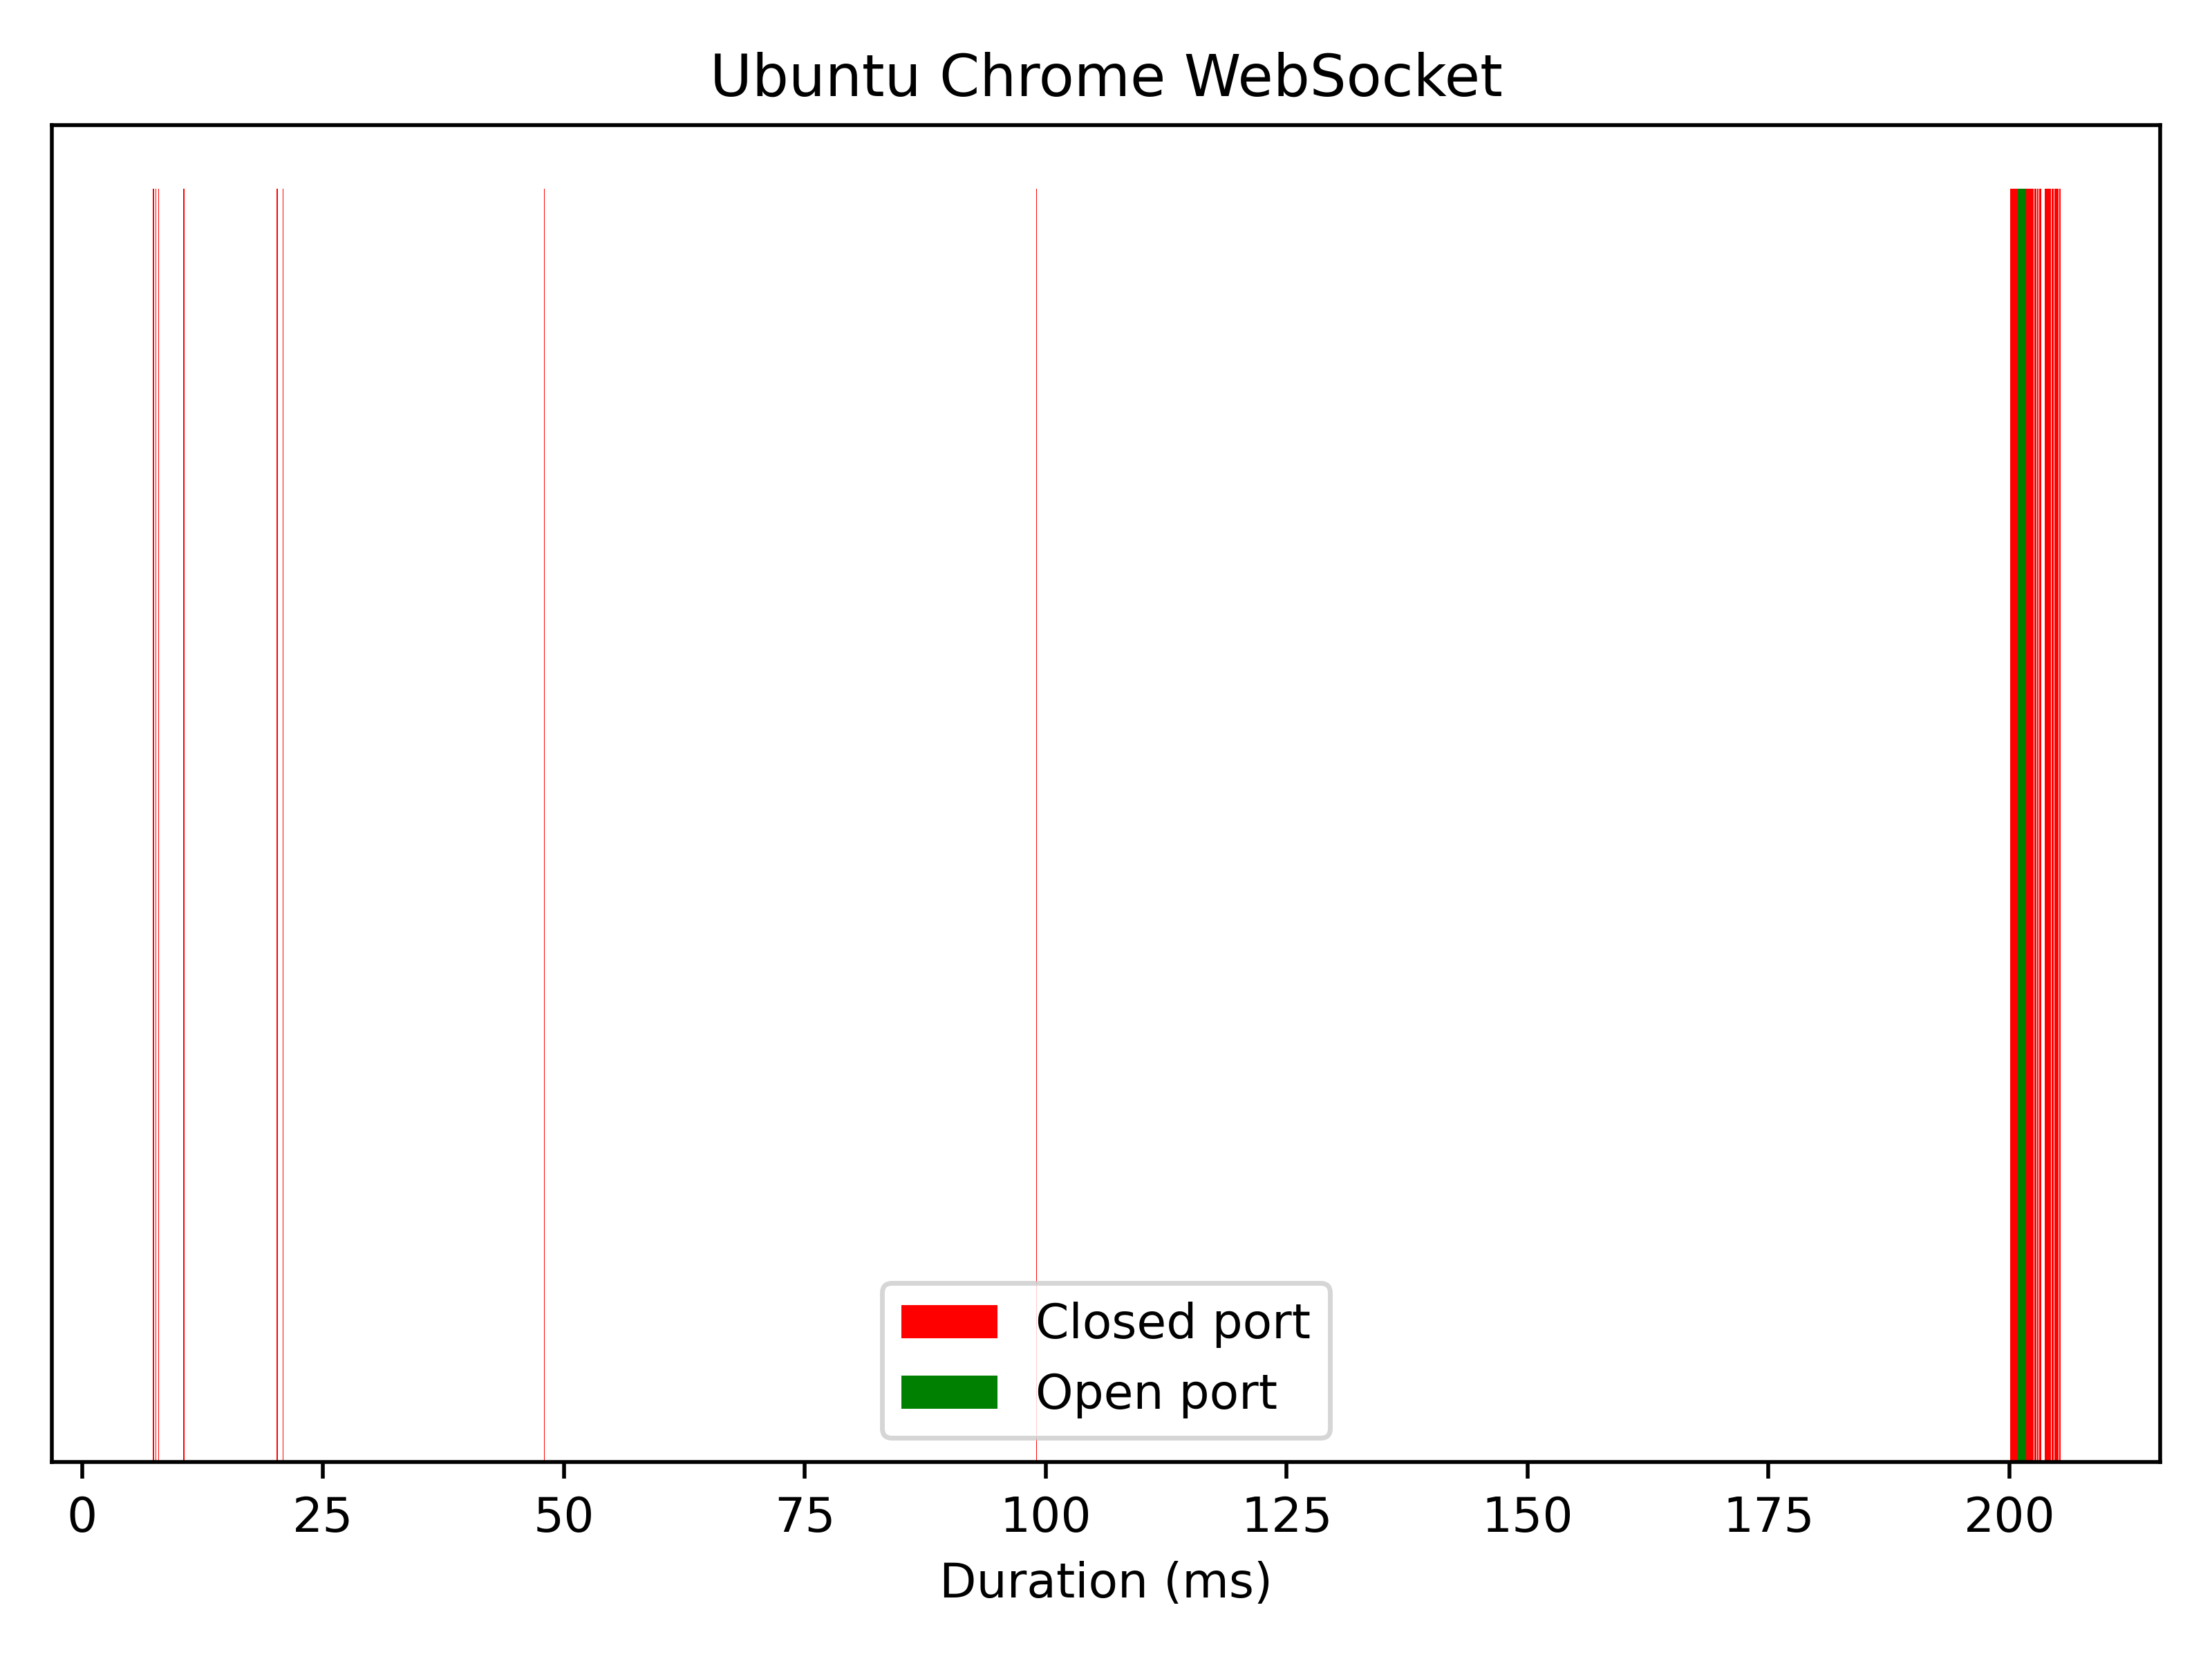 Ubuntu Chrome WebSocket
Closed port
Open port
0 25 50 75 100 125 150 175 200
Duration (ms)